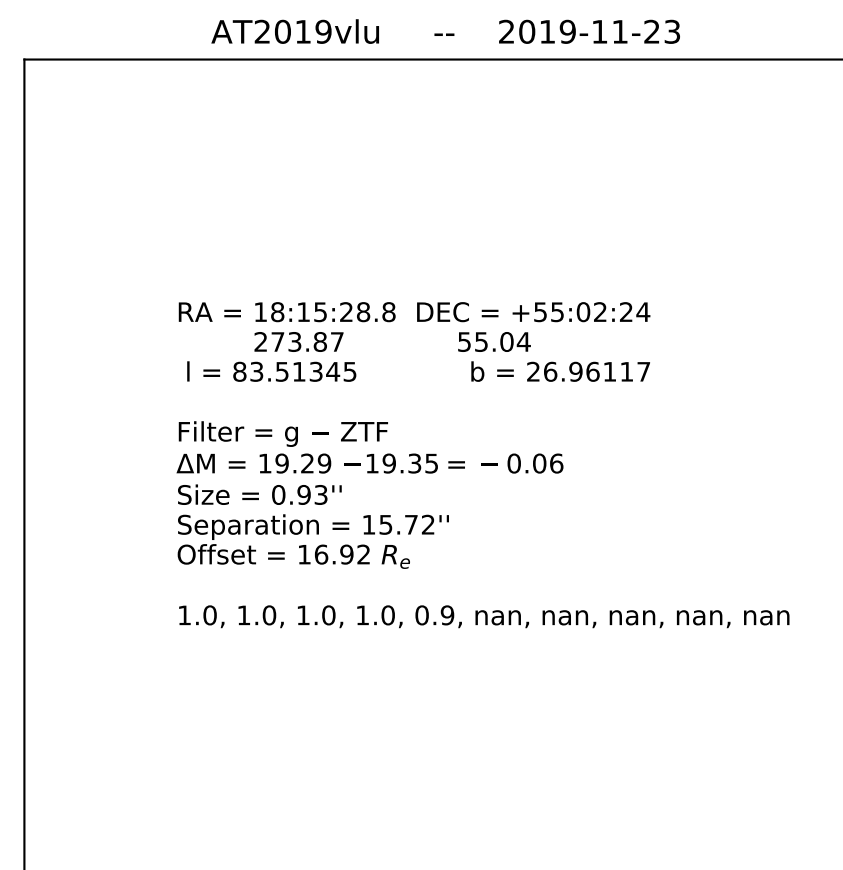 AT2019vlu -- 2019-11-23
RA = 18:15:28.8 DEC = +55:02:24
273.87 55.04
l = 83.51345 b = 26.96117
Filter = g − ZTF
ΔM = 19.29 −19.35 = − 0.06
Size = 0.93''
Separation = 15.72''
Offset = 16.92 Rₑ
1.0, 1.0, 1.0, 1.0, 0.9, nan, nan, nan, nan, nan